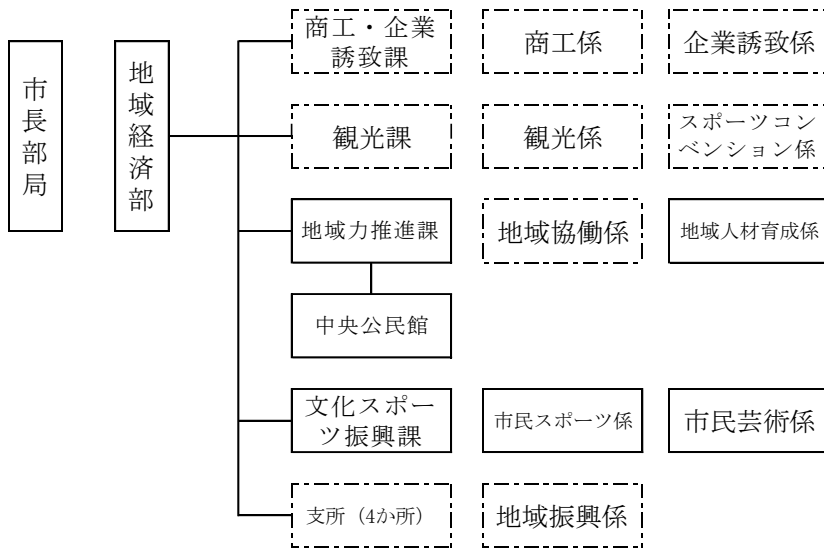 市長部局
地域経済部
商工・企業
誘致課
商工係
企業誘致係
観光課
観光係
スポーツコン
ベンション係
地域力推進課
地域協働係
地域人材育成係
中央公民館
文化スポー
ツ振興課
市民スポーツ係
市民芸術係
支所（4か所）
地域振興係